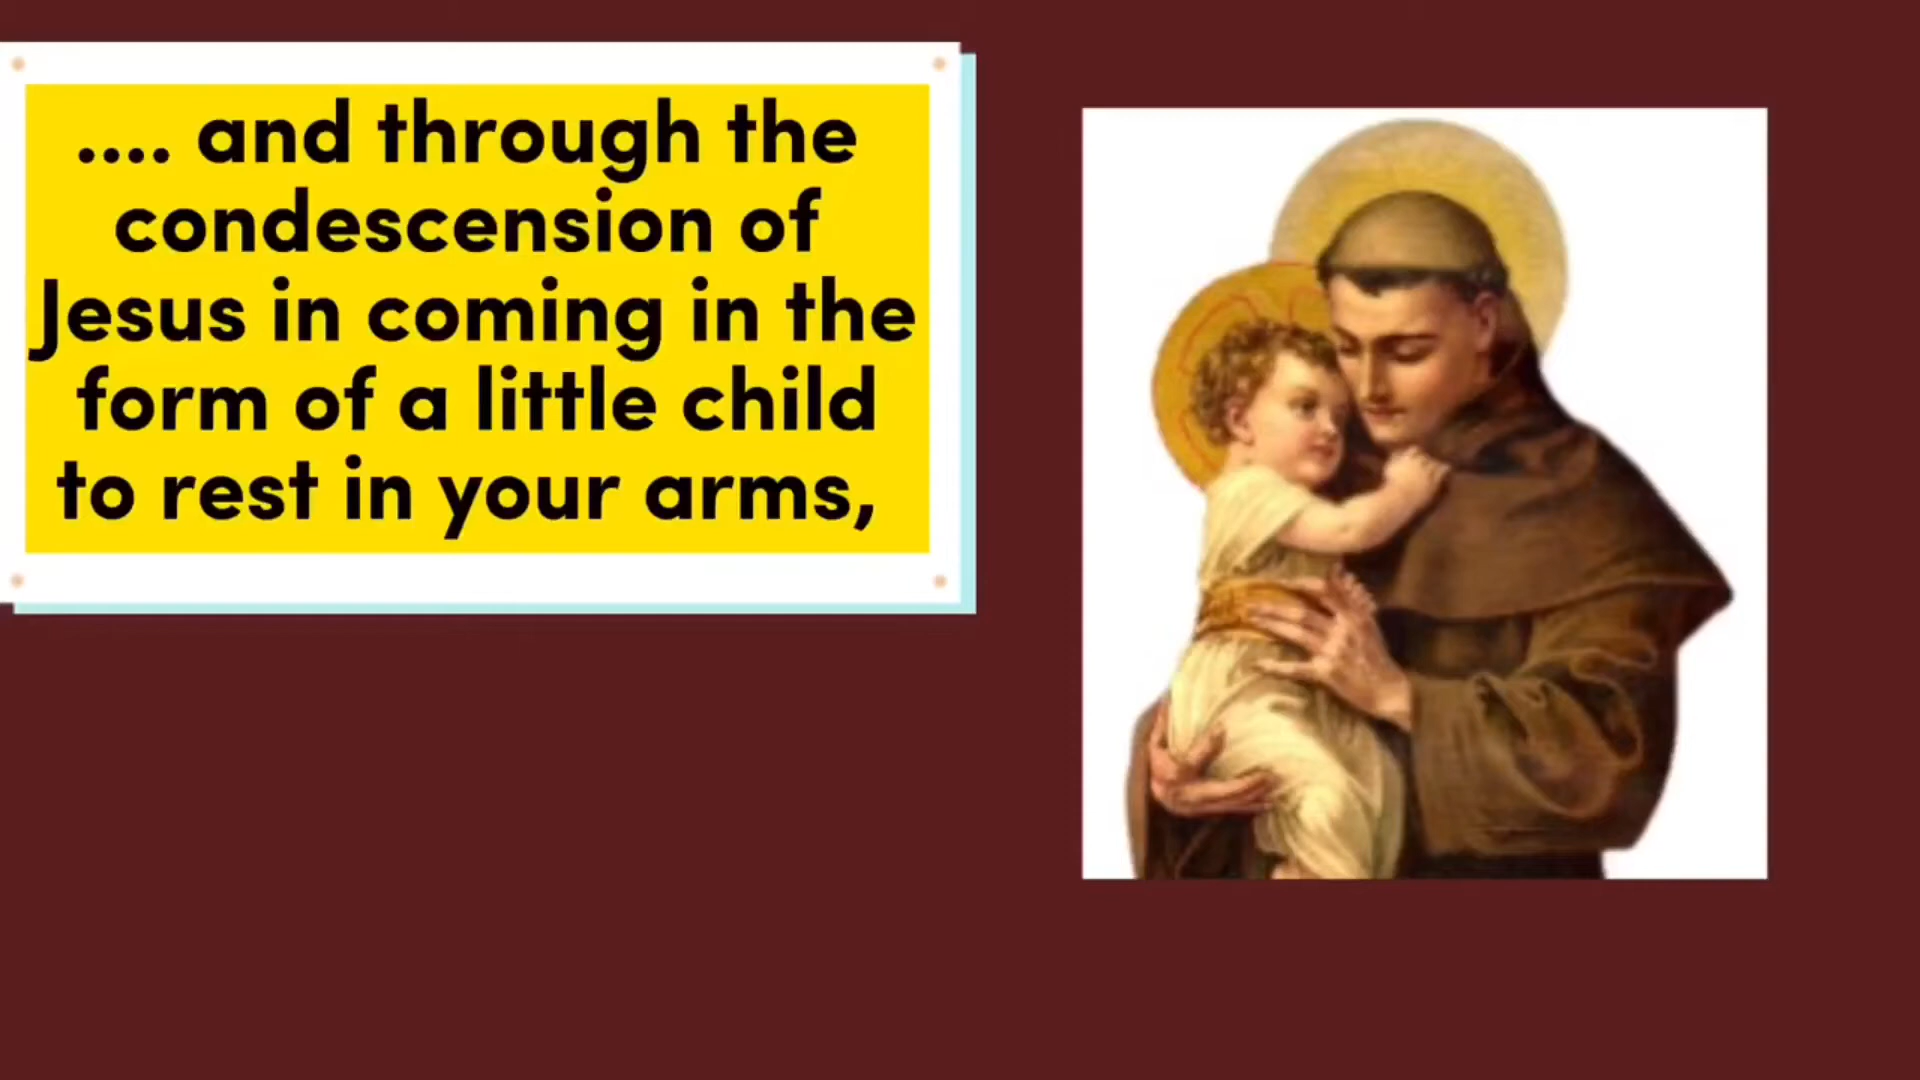 .... and through the
condescension of
Jesus in coming in the
form of a little child
to rest in your arms,